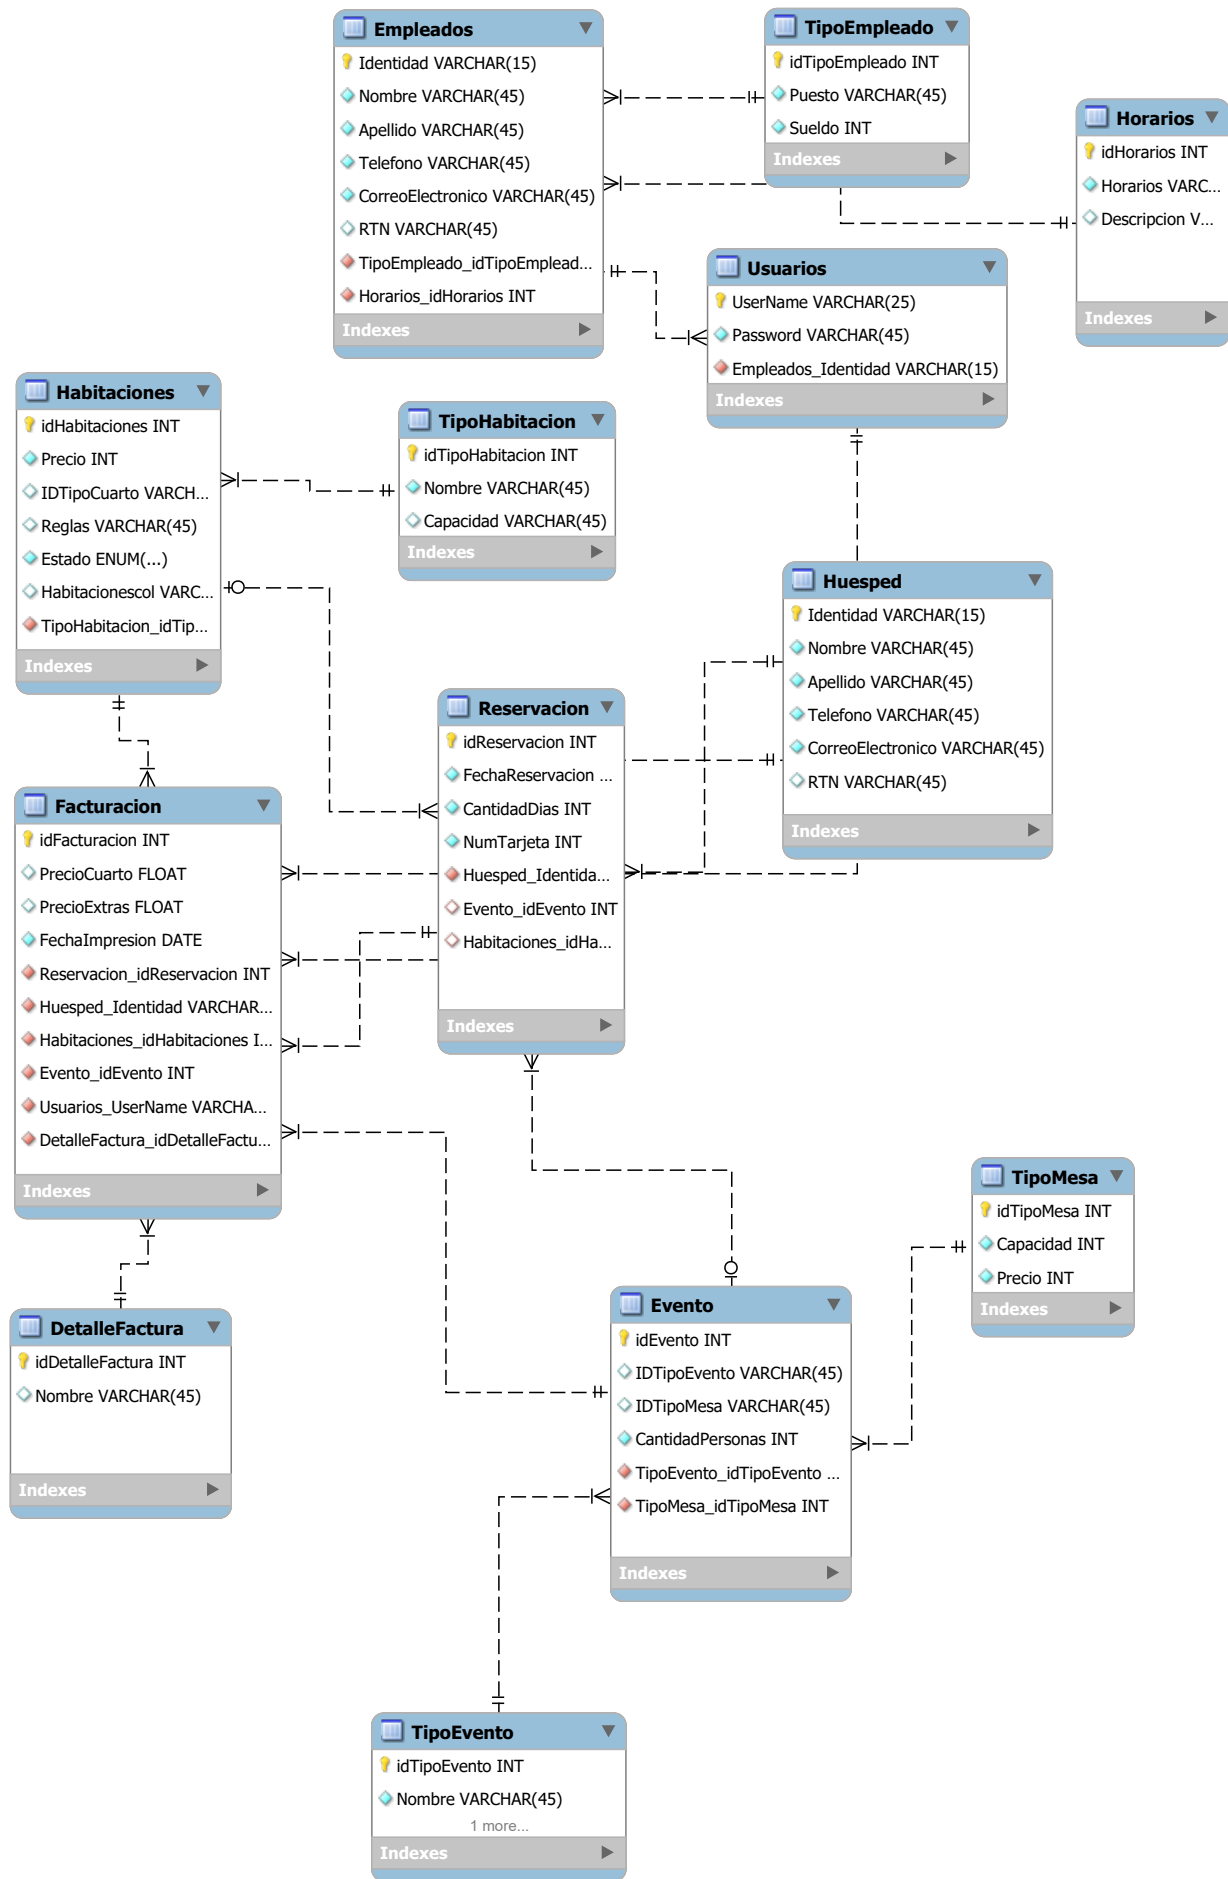 Empleados
Identidad VARCHAR(15)
Nombre VARCHAR(45)
Apellido VARCHAR(45)
Telefono VARCHAR(45)
CorreoElectronico VARCHAR(45)
RTN VARCHAR(45)
TipoEmpleado_idTipoEmplead...
Horarios_idHorarios INT
Indexes
TipoEmpleado
idTipoEmpleado INT
Puesto VARCHAR(45)
Sueldo INT
Indexes
Horarios
idHorarios INT
Horarios VARC...
Descripcion V...
Indexes
Usuarios
UserName VARCHAR(25)
Password VARCHAR(45)
Empleados_Identidad VARCHAR(15)
Indexes
Habitaciones
idHabitaciones INT
Precio INT
IDTipoCuarto VARCH...
Reglas VARCHAR(45)
Estado ENUM(...)
Habitacionescol VARC...
TipoHabitacion_idTip...
Indexes
TipoHabitacion
idTipoHabitacion INT
Nombre VARCHAR(45)
Capacidad VARCHAR(45)
Indexes
Huesped
Identidad VARCHAR(15)
Nombre VARCHAR(45)
Apellido VARCHAR(45)
Telefono VARCHAR(45)
CorreoElectronico VARCHAR(45)
RTN VARCHAR(45)
Indexes
Reservacion
idReservacion INT
FechaReservacion ...
CantidadDias INT
NumTarjeta INT
Huesped_Identida...
Evento_idEvento INT
Habitaciones_idHa...
Indexes
Facturacion
idFacturacion INT
PrecioCuarto FLOAT
PrecioExtras FLOAT
FechaImpresion DATE
Reservacion_idReservacion INT
Huesped_Identidad VARCHAR...
Habitaciones_idHabitaciones I...
Evento_idEvento INT
Usuarios_UserName VARCHA...
DetalleFactura_idDetalleFactu...
Indexes
TipoMesa
idTipoMesa INT
Capacidad INT
Precio INT
Indexes
Evento
idEvento INT
IDTipoEvento VARCHAR(45)
IDTipoMesa VARCHAR(45)
CantidadPersonas INT
TipoEvento_idTipoEvento ...
TipoMesa_idTipoMesa INT
Indexes
DetalleFactura
idDetalleFactura INT
Nombre VARCHAR(45)
Indexes
TipoEvento
idTipoEvento INT
Nombre VARCHAR(45)
1 more...
Indexes